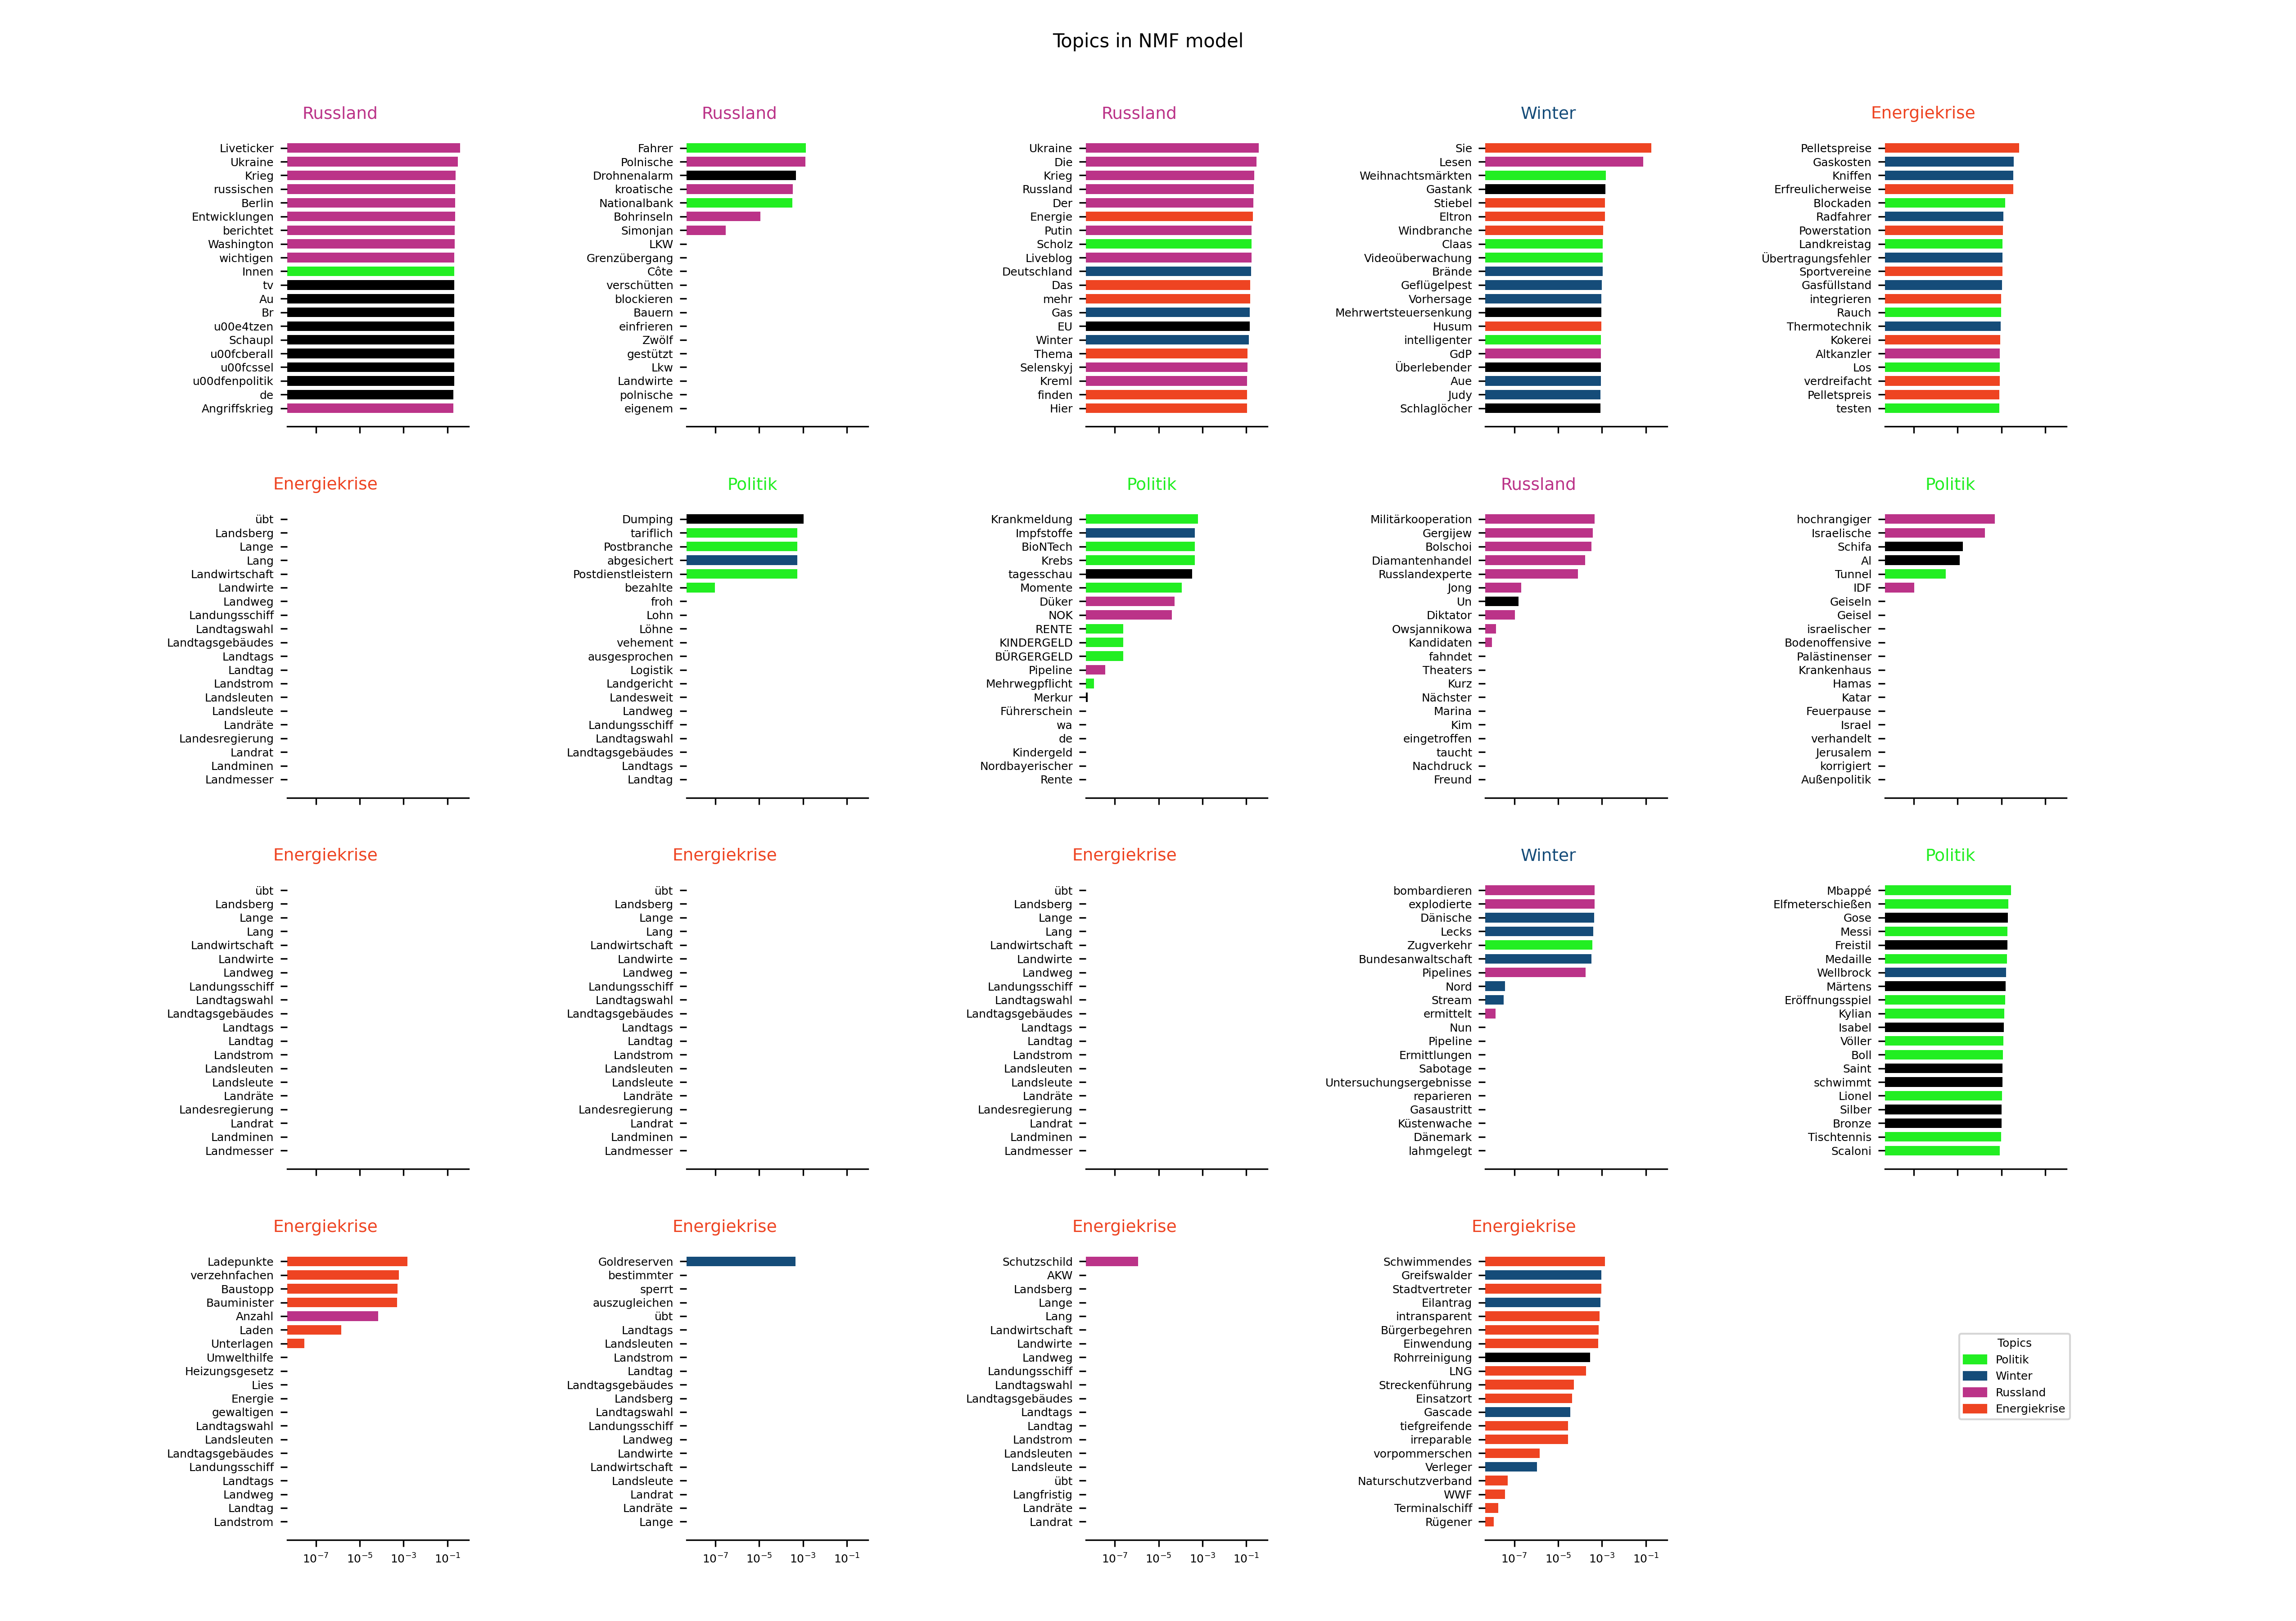 Topics in NMF model
Russland
Liveticker
Ukraine
Krieg
russischen
Berlin
Entwicklungen
berichtet
Washington
wichtigen
Innen
tv
Au
Br
u00e4tzen
Schaupl
u00fcberall
u00fcssel
u00dfenpolitik
de
Angriffskrieg
Russland
Fahrer
Polnische
Drohnenalarm
kroatische
Nationalbank
Bohrinseln
Simonjan
LKW
Grenzübergang
Côte
verschütten
blockieren
Bauern
einfrieren
Zwölf
gestützt
Lkw
Landwirte
polnische
eigenem
Russland
Ukraine
Die
Krieg
Russland
Der
Energie
Putin
Scholz
Liveblog
Deutschland
Das
mehr
Gas
EU
Winter
Thema
Selenskyj
Kreml
finden
Hier
Winter
Sie
Lesen
Weihnachtsmärkten
Gastank
Stiebel
Eltron
Windbranche
Claas
Videoüberwachung
Brände
Geflügelpest
Vorhersage
Mehrwertsteuersenkung
Husum
intelligenter
GdP
Überlebender
Aue
Judy
Schlaglöcher
Energiekrise
Pelletspreise
Gaskosten
Kniffen
Erfreulicherweise
Blockaden
Radfahrer
Powerstation
Landkreistag
Übertragungsfehler
Sportvereine
Gasfüllstand
integrieren
Rauch
Thermotechnik
Kokerei
Altkanzler
Los
verdreifacht
Pelletspreis
testen
Energiekrise
übt
Landsberg
Lange
Lang
Landwirtschaft
Landwirte
Landweg
Landungsschiff
Landtagswahl
Landtagsgebäudes
Landtags
Landtag
Landstrom
Landsleuten
Landsleute
Landräte
Landesregierung
Landrat
Landminen
Landmesser
Politik
Dumping
tariflich
Postbranche
abgesichert
Postdienstleistern
bezahlte
froh
Lohn
Löhne
vehement
ausgesprochen
Logistik
Landgericht
Landesweit
Landweg
Landungsschiff
Landtagswahl
Landtagsgebäudes
Landtags
Landtag
Politik
Krankmeldung
Impfstoffe
BioNTech
Krebs
tagesschau
Momente
Düker
NOK
RENTE
KINDERGELD
BÜRGERGELD
Pipeline
Mehrwegpflicht
Merkur
Führerschein
wa
de
Kindergeld
Nordbayerischer
Rente
Russland
Militärkooperation
Gergijew
Bolschoi
Diamantenhandel
Russlandexperte
Jong
Un
Diktator
Owsjannikowa
Kandidaten
fahndet
Theaters
Kurz
Nächster
Marina
Kim
eingetroffen
taucht
Nachdruck
Freund
Politik
hochrangiger
Israelische
Schifa
Al
Tunnel
IDF
Geiseln
Geisel
israelischer
Bodenoffensive
Palästinenser
Krankenhaus
Hamas
Katar
Feuerpause
Israel
verhandelt
Jerusalem
korrigiert
Außenpolitik
Energiekrise
übt
Landsberg
Lange
Lang
Landwirtschaft
Landwirte
Landweg
Landungsschiff
Landtagswahl
Landtagsgebäudes
Landtags
Landtag
Landstrom
Landsleuten
Landsleute
Landräte
Landesregierung
Landrat
Landminen
Landmesser
Energiekrise
übt
Landsberg
Lange
Lang
Landwirtschaft
Landwirte
Landweg
Landungsschiff
Landtagswahl
Landtagsgebäudes
Landtags
Landtag
Landstrom
Landsleuten
Landsleute
Landräte
Landesregierung
Landrat
Landminen
Landmesser
Energiekrise
übt
Landsberg
Lange
Lang
Landwirtschaft
Landwirte
Landweg
Landungsschiff
Landtagswahl
Landtagsgebäudes
Landtags
Landtag
Landstrom
Landsleuten
Landsleute
Landräte
Landesregierung
Landrat
Landminen
Landmesser
Winter
bombardieren
explodierte
Dänische
Lecks
Zugverkehr
Bundesanwaltschaft
Pipelines
Nord
Stream
ermittelt
Nun
Pipeline
Ermittlungen
Sabotage
Untersuchungsergebnisse
reparieren
Gasaustritt
Küstenwache
Dänemark
lahmgelegt
Politik
Mbappé
Elfmeterschießen
Gose
Messi
Freistil
Medaille
Wellbrock
Märtens
Eröffnungsspiel
Kylian
Isabel
Völler
Boll
Saint
schwimmt
Lionel
Silber
Bronze
Tischtennis
Scaloni
Energiekrise
Ladepunkte
verzehnfachen
Baustopp
Bauminister
Anzahl
Laden
Unterlagen
Umwelthilfe
Heizungsgesetz
Lies
Energie
gewaltigen
Landtagswahl
Landsleuten
Landtagsgebäudes
Landungsschiff
Landtags
Landweg
Landtag
Landstrom
10⁻⁷ 10⁻⁵ 10⁻³ 10⁻¹
Energiekrise
Goldreserven
bestimmter
sperrt
auszugleichen
übt
Landtags
Landsleuten
Landstrom
Landtag
Landtagsgebäudes
Landsberg
Landtagswahl
Landungsschiff
Landweg
Landwirte
Landwirtschaft
Landsleute
Landrat
Landräte
Lange
10⁻⁷ 10⁻⁵ 10⁻³ 10⁻¹
Energiekrise
Schutzschild
AKW
Landsberg
Lange
Lang
Landwirtschaft
Landwirte
Landweg
Landungsschiff
Landtagswahl
Landtagsgebäudes
Landtags
Landtag
Landstrom
Landsleuten
Landsleute
übt
Langfristig
Landräte
Landrat
10⁻⁷ 10⁻⁵ 10⁻³ 10⁻¹
Energiekrise
Schwimmendes
Greifswalder
Stadtvertreter
Eilantrag
intransparent
Bürgerbegehren
Einwendung
Rohrreinigung
LNG
Streckenführung
Einsatzort
Gascade
tiefgreifende
irreparable
vorpommerschen
Verleger
Naturschutzverband
WWF
Terminalschiff
Rügener
10⁻⁷ 10⁻⁵ 10⁻³ 10⁻¹
Topics
Politik
Winter
Russland
Energiekrise